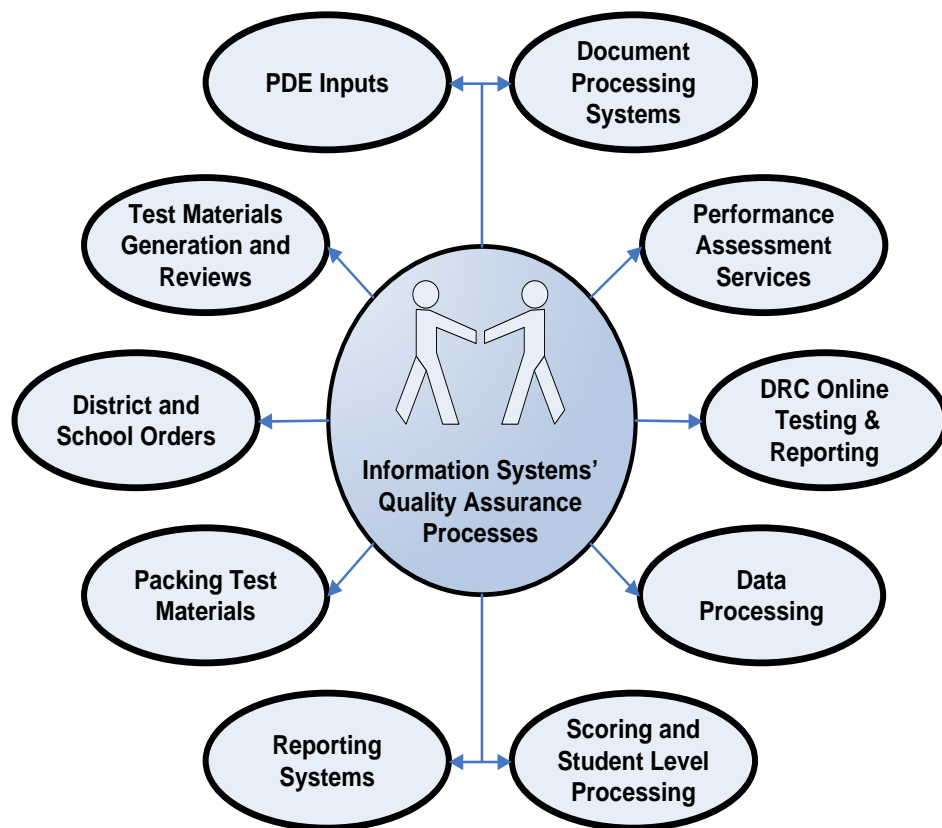 PDE Inputs
Document
Processing
Systems
Test Materials
Generation and
Reviews
Performance
Assessment
Services
District and
School Orders
DRC Online
Testing &
Reporting
Information Systems’
Quality Assurance
Processes
Packing Test
Materials
Data
Processing
Reporting
Systems
Scoring and
Student Level
Processing